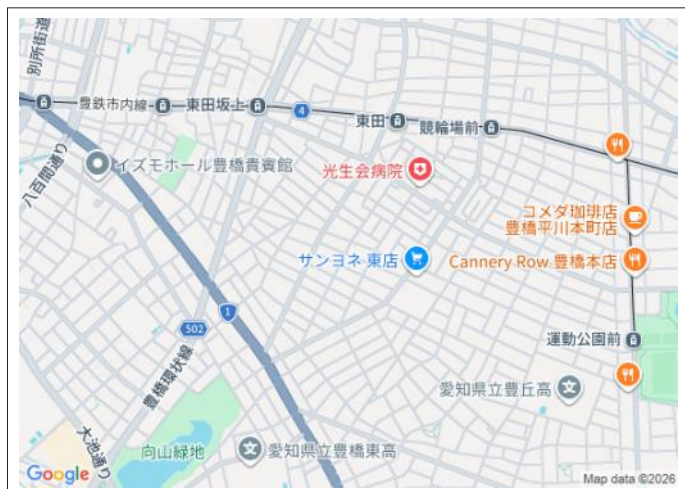 別所街道
豊鉄市内線
東田坂上
4
東田
競輪場前
八百間通り
イズモホール豊橋貴賓館
光生会病院
コメダ珈琲店
豊橋平川本町店
サンヨネ 東店
Cannery Row 豊橋本店
1
502
豊橋環状線
運動公園前
愛知県立豊丘高
大池通り
向山緑地
愛知県立豊橋東高
Google
Map data ©2026